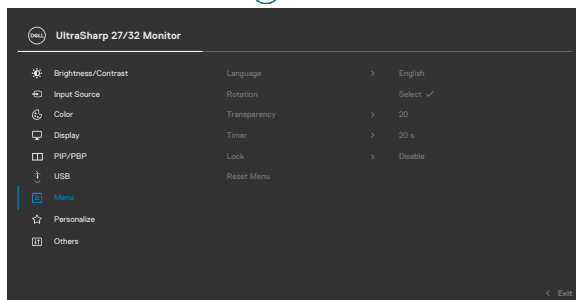 DELL UltraSharp 27/32 Monitor
Brightness/Contrast Language > English
Input Source Rotation Select ✓
Color Transparency > 20
Display Timer > 20 s
PIP/PBP Lock > Disable
USB Reset Menu
Menu
Personalize
Others
< Exit